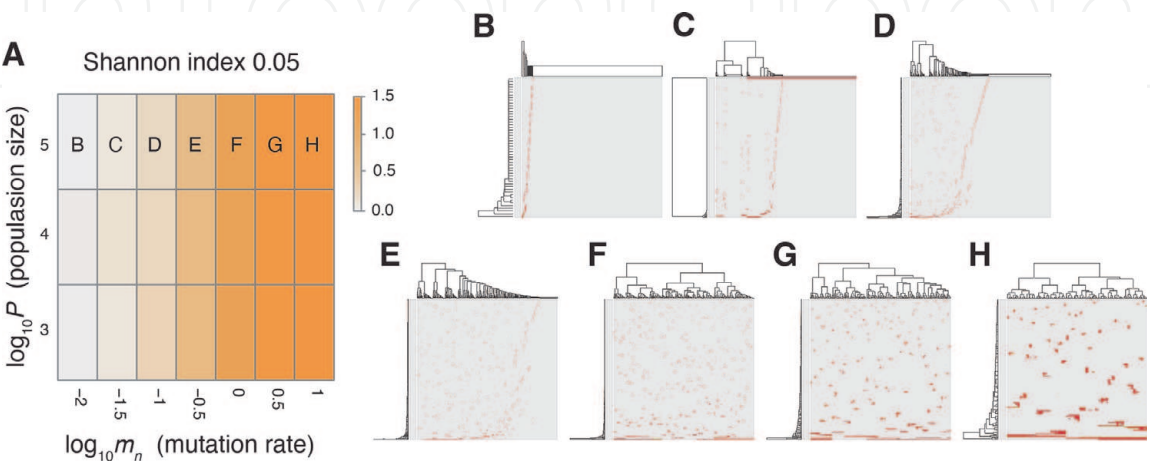 A
Shannon index 0.05
log10P (populasion size)
5
4
3
B C D E F G H
1.5
1.0
0.5
0.0
-2 -1.5 -1 -0.5 0 0.5 1
log10mn (mutation rate)
B
C
D
E
F
G
H